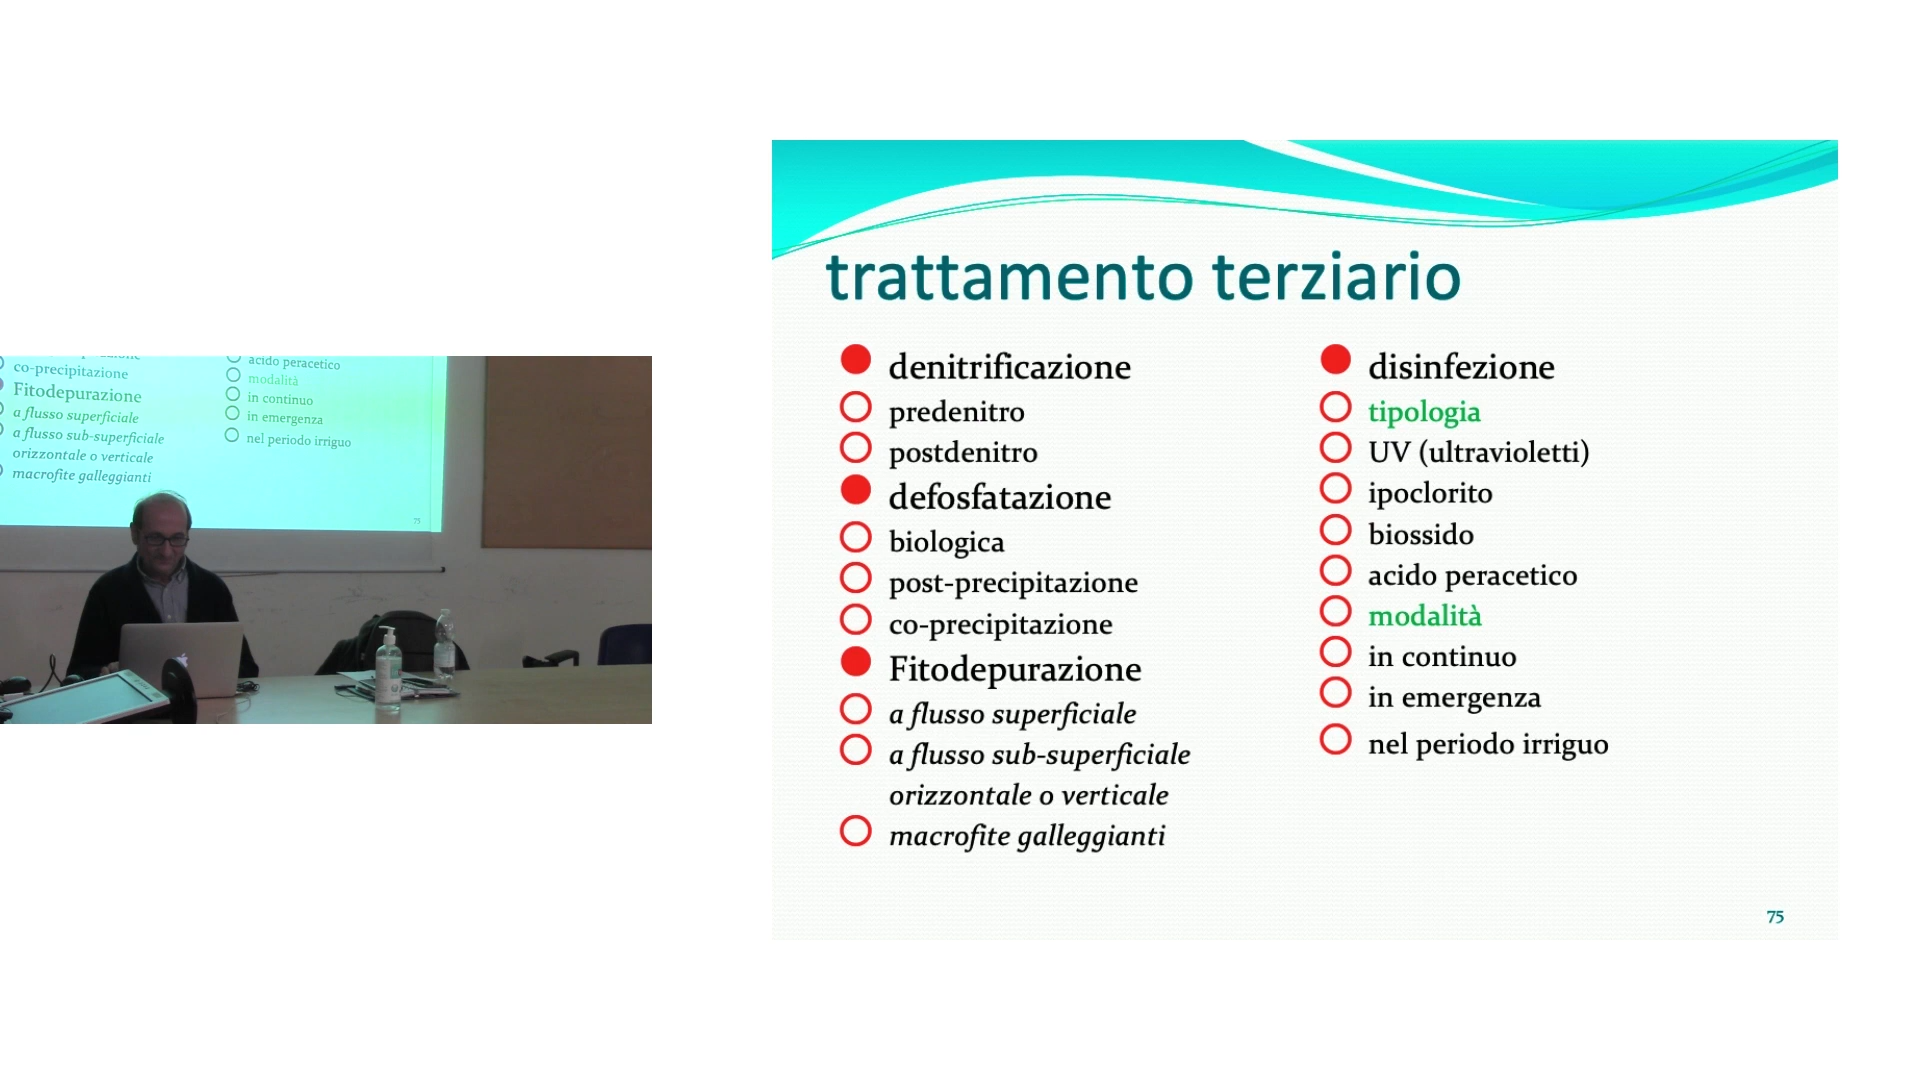 co-precipitazione
Fitodepurazione
a flusso superficiale
a flusso sub-superficiale
orizzontale o verticale
macrofite galleggianti
acido peracetico
modalità
in continuo
in emergenza
nel periodo irriguo
75
trattamento terziario
denitrificazione
predenitro
postdenitro
defosfatazione
biologica
post-precipitazione
co-precipitazione
Fitodepurazione
a flusso superficiale
a flusso sub-superficiale
orizzontale o verticale
macrofite galleggianti
disinfezione
tipologia
UV (ultravioletti)
ipoclorito
biossido
acido peracetico
modalità
in continuo
in emergenza
nel periodo irriguo
75